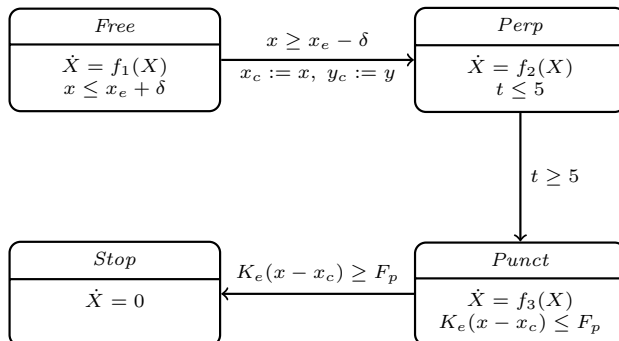 Free
Ẋ = f₁(X)
x ≤ xₑ + δ
x ≥ xₑ − δ
x_c := x, y_c := y
Perp
Ẋ = f₂(X)
t ≤ 5
t ≥ 5
Stop
Ẋ = 0
Kₑ(x − x_c) ≥ F_p
Punct
Ẋ = f₃(X)
Kₑ(x − x_c) ≤ F_p